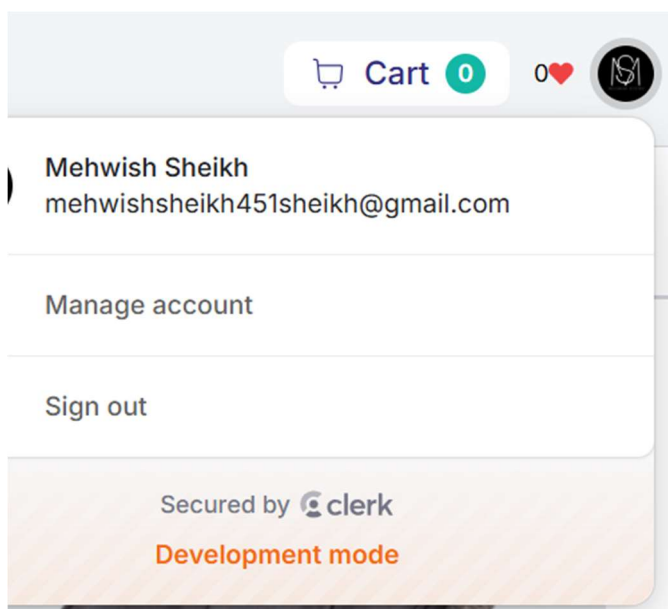 Cart 0 0
Mehwish Sheikh
mehwishsheikh451sheikh@gmail.com
Manage account
Sign out
Secured by clerk
Development mode